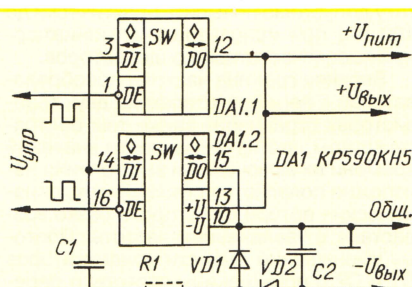 3 ◊ DI SW ◊ DO 12
+Uпит
1 DE
DA1.1
+Uвых
Uупр
DA1.2
14 ◊ DI SW ◊ DO 15
DA1 КР590КН5
16 DE
+U 13
-U 10
Общ.
C1
R1
VD1
VD2
C2
-Uвых